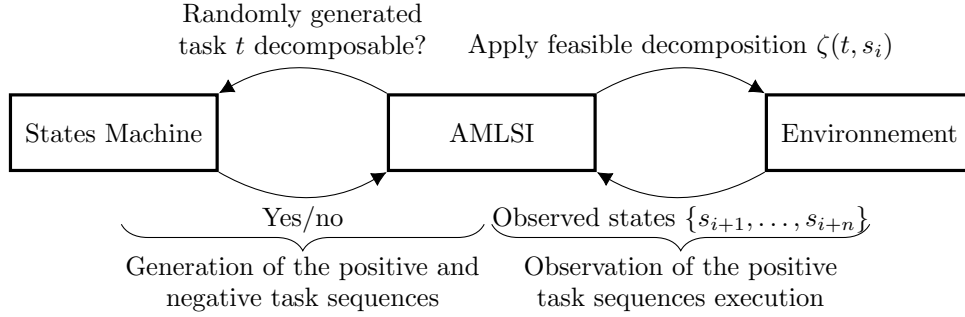 Randomly generated
task t decomposable?
Apply feasible decomposition ζ(t, s_i)
States Machine
AMLSI
Environnement
Yes/no
Observed states {s_{i+1}, . . . , s_{i+n}}
Generation of the positive and
negative task sequences
Observation of the positive
task sequences execution